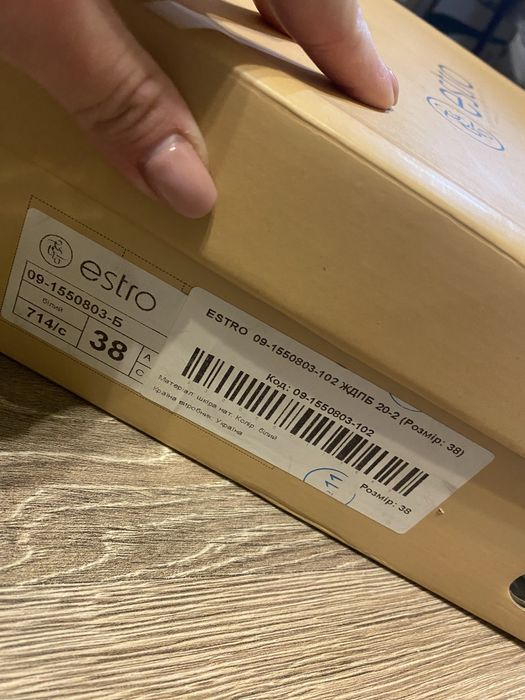 estro
estro
09-1550803-Б
білий
714/с
38
А
С
ESTRO 09-1550803-102 ЖДПБ 20-2 (Розмір: 38)
Код: 09-1550803-102
Матеріал: шкіра нат. Колір: білий
Країна виробник: Україна
Розмір: 38
11